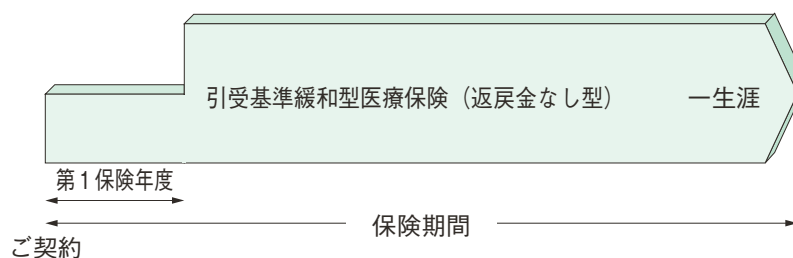 引受基準緩和型医療保険（返戻金なし型） 一生涯
第１保険年度
保険期間
ご契約